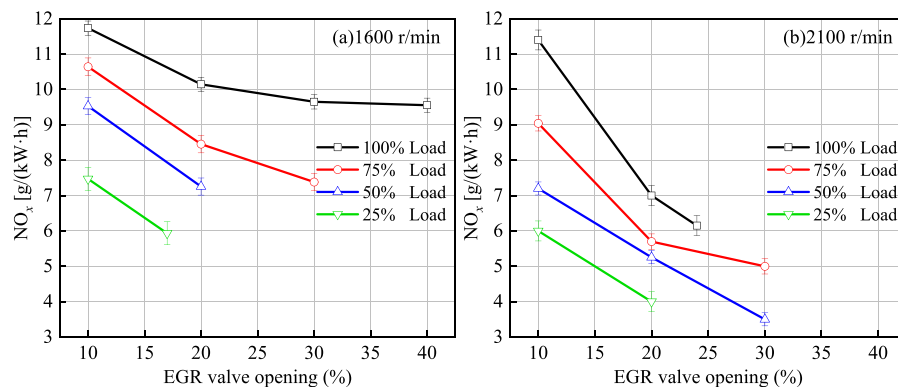 12
11
10
9
8
7
6
5
4
3
NOx [g/(kW·h)]
(a)1600 r/min
100% Load
75% Load
50% Load
25% Load
10 15 20 25 30 35 40
EGR valve opening (%)
12
11
10
9
8
7
6
5
4
3
NOx [g/(kW·h)]
(b)2100 r/min
100% Load
75% Load
50% Load
25% Load
10 15 20 25 30 35 40
EGR valve opening (%)